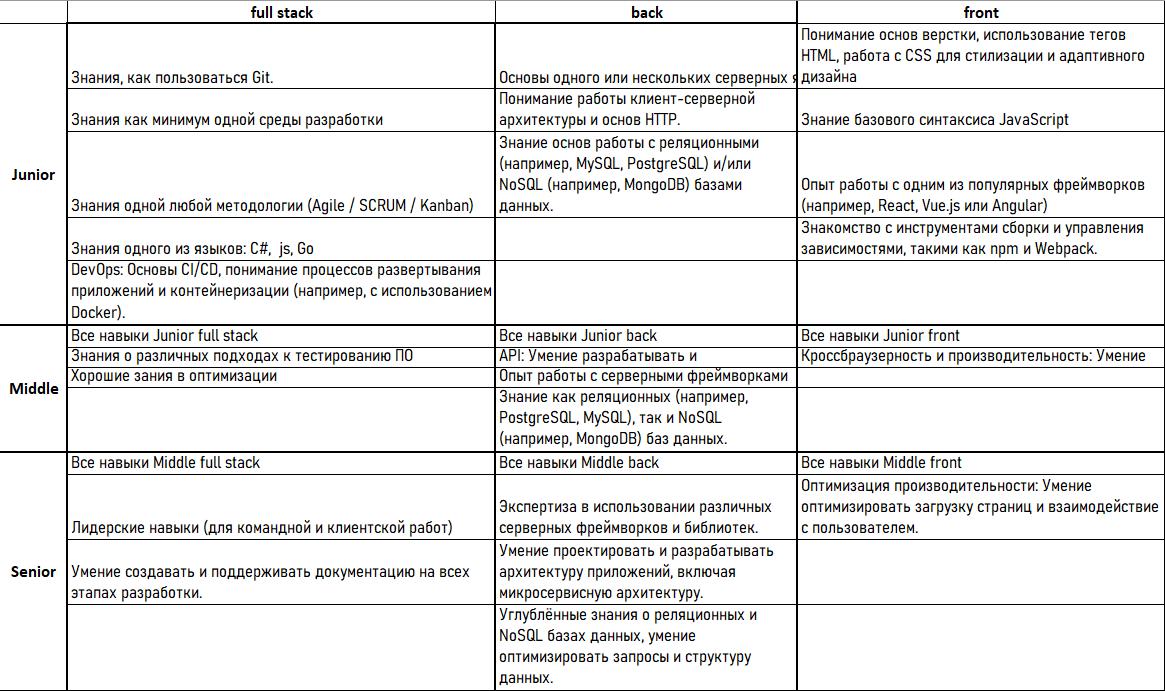 full stack
back
front
Junior
Знания, как пользоваться Git.
Основы одного или нескольких серверных я
Понимание основ верстки, использование тегов
HTML, работа с CSS для стилизации и адаптивного
дизайна
Знания как минимум одной среды разработки
Понимание работы клиент-серверной
архитектуры и основ HTTP.
Знание базового синтаксиса JavaScript
Знания одной любой методологии (Agile / SCRUM / Kanban)
Знание основ работы с реляционными
(например, MySQL, PostgreSQL) и/или
NoSQL (например, MongoDB) базами
данных.
Опыт работы с одним из популярных фреймворков
(например, React, Vue.js или Angular)
Знания одного из языков: C#, js, Go
Знакомство с инструментами сборки и управления
зависимостями, такими как npm и Webpack.
DevOps: Основы CI/CD, понимание процессов развертывания
приложений и контейнеризации (например, с использованием
Docker).
Middle
Все навыки Junior full stack
Все навыки Junior back
Все навыки Junior front
Знания о различных подходах к тестированию ПО
API: Умение разрабатывать и
Кроссбраузерность и производительность: Умение
Хорошие зания в оптимизации
Опыт работы с серверными фреймворками
Знание как реляционных (например,
PostgreSQL, MySQL), так и NoSQL
(например, MongoDB) баз данных.
Senior
Все навыки Middle full stack
Все навыки Middle back
Все навыки Middle front
Лидерские навыки (для командной и клиентской работ)
Экспертиза в использовании различных
серверных фреймворков и библиотек.
Оптимизация производительности: Умение
оптимизировать загрузку страниц и взаимодействие
с пользователем.
Умение создавать и поддерживать документацию на всех
этапах разработки.
Умение проектировать и разрабатывать
архитектуру приложений, включая
микросервисную архитектуру.
Углублённые знания о реляционных и
NoSQL базах данных, умение
оптимизировать запросы и структуру
данных.